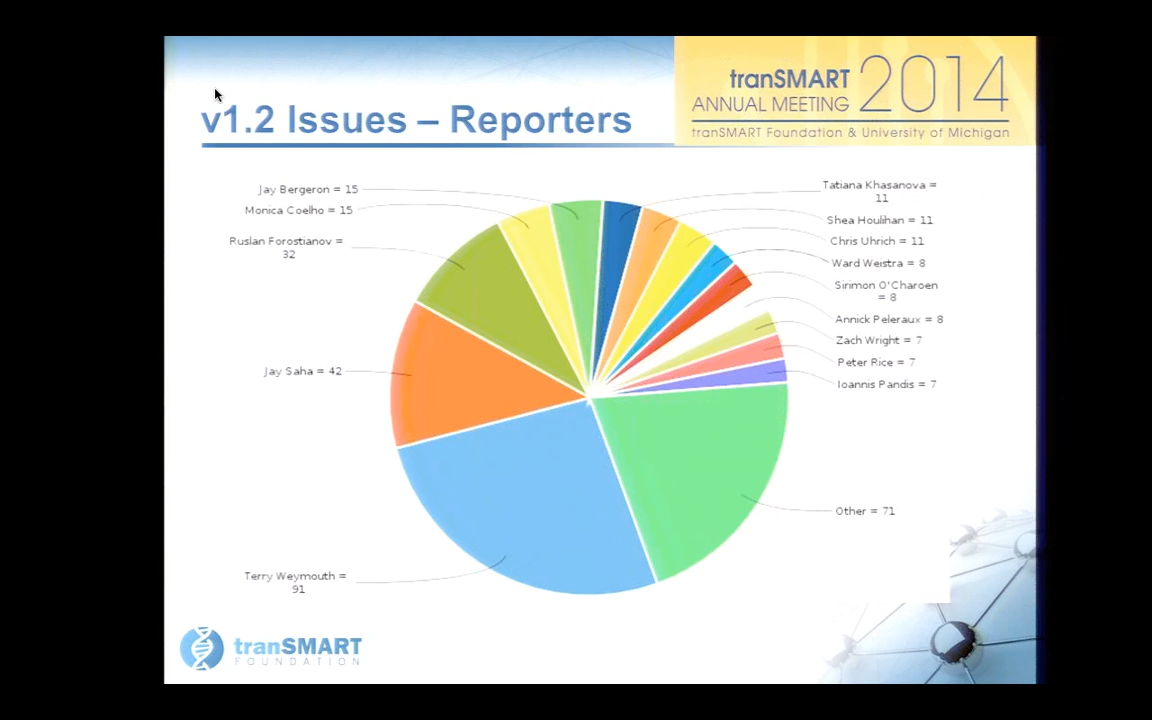 tranSMART
ANNUAL MEETING
2014
tranSMART Foundation & University of Michigan
v1.2 Issues – Reporters
Jay Bergeron = 15
Monica Coelho = 15
Ruslan Forostianov =
32
Jay Saha = 42
Terry Weymouth =
91
Tatiana Khasanova =
11
Shea Houlihan = 11
Chris Uhrich = 11
Ward Weistra = 8
Sirimon O'Charoen
= 8
Annick Peleraux = 8
Zach Wright = 7
Peter Rice = 7
Ioannis Pandis = 7
Other = 71
tranSMART
FOUNDATION